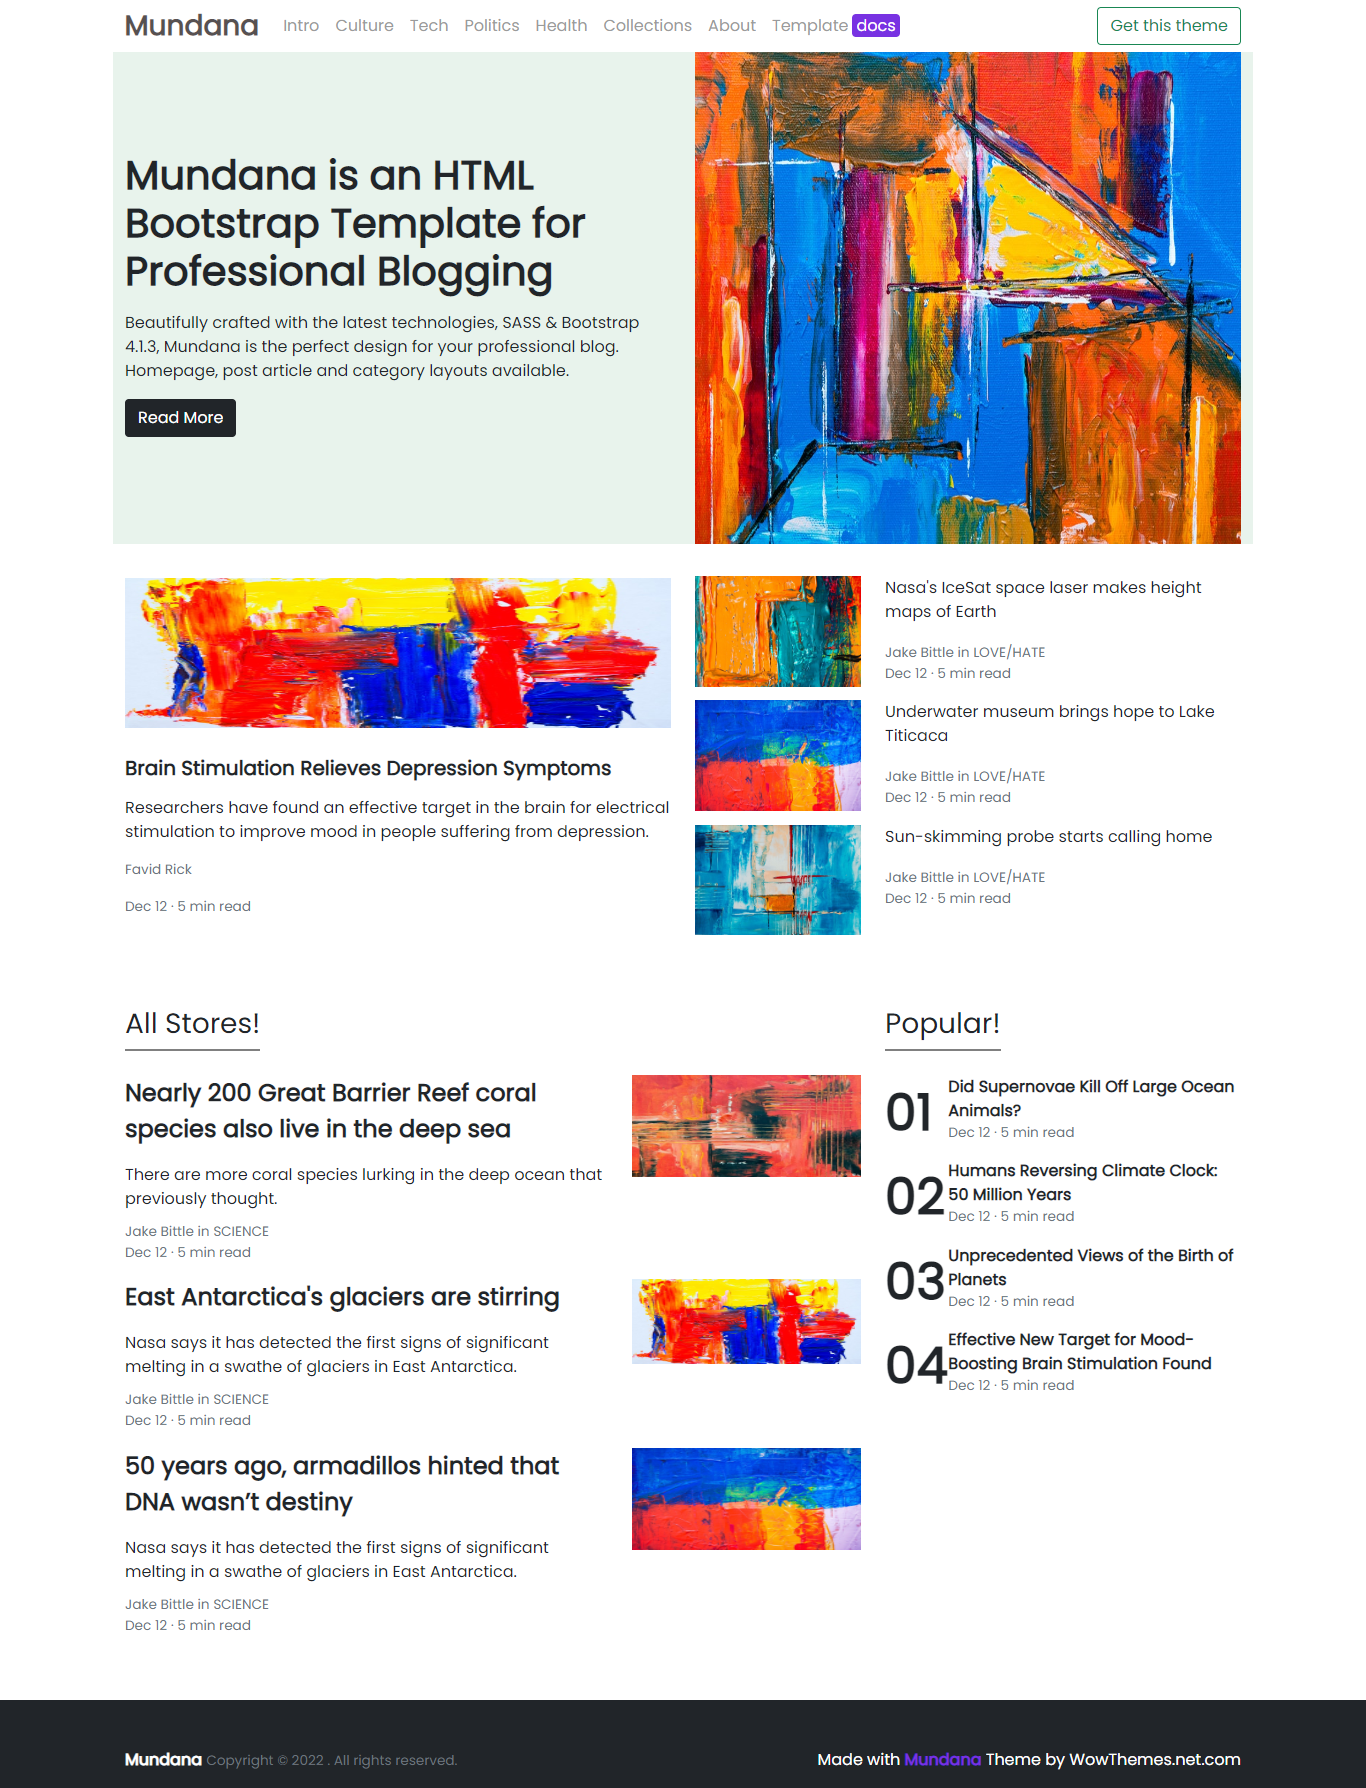 Mundana Intro Culture Tech Politics Health Collections About Template docs Get this theme
Mundana is an HTML
Bootstrap Template for
Professional Blogging
Beautifully crafted with the latest technologies, SASS & Bootstrap
4.1.3, Mundana is the perfect design for your professional blog.
Homepage, post article and category layouts available.
Read More
Brain Stimulation Relieves Depression Symptoms
Researchers have found an effective target in the brain for electrical
stimulation to improve mood in people suffering from depression.
Favid Rick
Dec 12 · 5 min read
Nasa's IceSat space laser makes height
maps of Earth
Jake Bittle in LOVE/HATE
Dec 12 · 5 min read
Underwater museum brings hope to Lake
Titicaca
Jake Bittle in LOVE/HATE
Dec 12 · 5 min read
Sun-skimming probe starts calling home
Jake Bittle in LOVE/HATE
Dec 12 · 5 min read
All Stores!
Nearly 200 Great Barrier Reef coral
species also live in the deep sea
There are more coral species lurking in the deep ocean that
previously thought.
Jake Bittle in SCIENCE
Dec 12 · 5 min read
East Antarctica's glaciers are stirring
Nasa says it has detected the first signs of significant
melting in a swathe of glaciers in East Antarctica.
Jake Bittle in SCIENCE
Dec 12 · 5 min read
50 years ago, armadillos hinted that
DNA wasn’t destiny
Nasa says it has detected the first signs of significant
melting in a swathe of glaciers in East Antarctica.
Jake Bittle in SCIENCE
Dec 12 · 5 min read
Popular!
01
Did Supernovae Kill Off Large Ocean
Animals?
Dec 12 · 5 min read
02
Humans Reversing Climate Clock:
50 Million Years
Dec 12 · 5 min read
03
Unprecedented Views of the Birth of
Planets
Dec 12 · 5 min read
04
Effective New Target for Mood-
Boosting Brain Stimulation Found
Dec 12 · 5 min read
Mundana Copyright © 2022 . All rights reserved.
Made with Mundana Theme by WowThemes.net.com